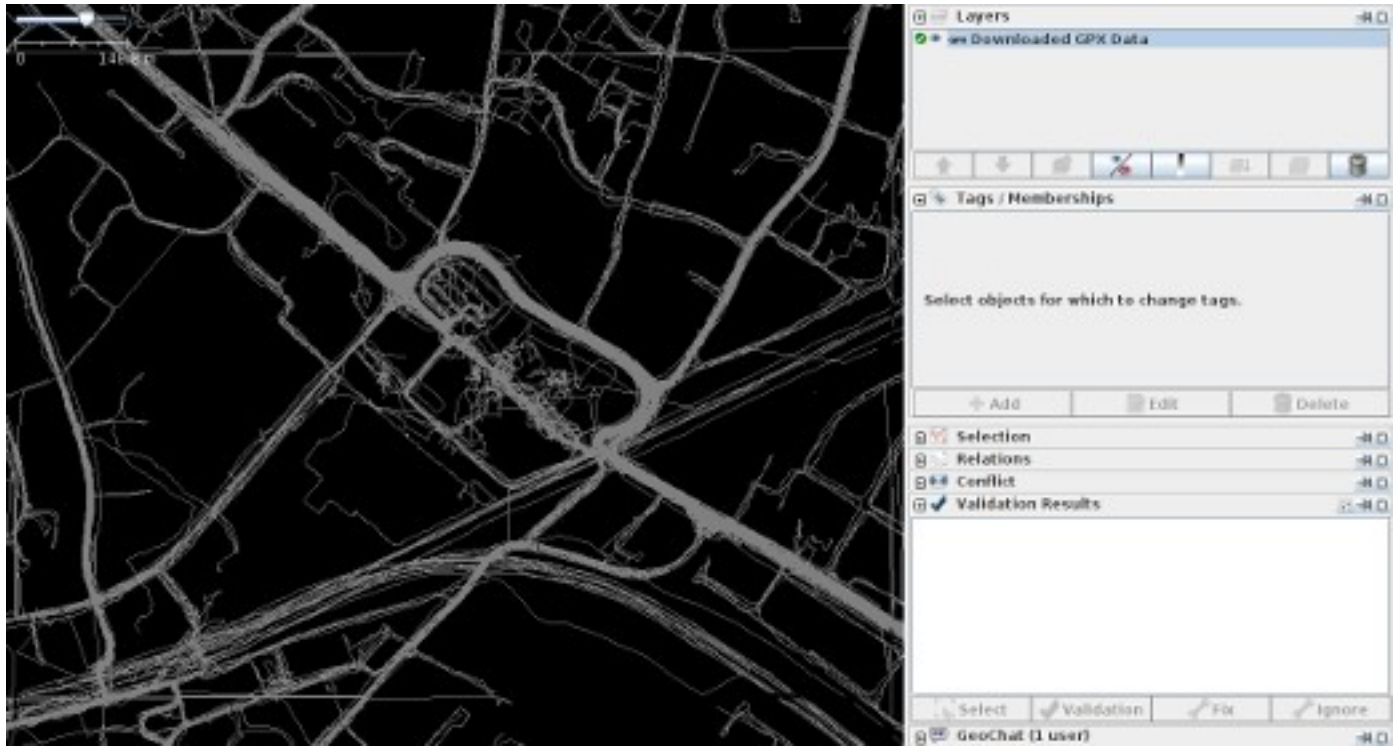 0
Layers
Downloaded GPX Data
Tags / Memberships
Select objects for which to change tags.
Add Edit Delete
Selection
Relations
Conflict
Validation Results
Select Validation Fix Ignore
GeoChat (1 user)